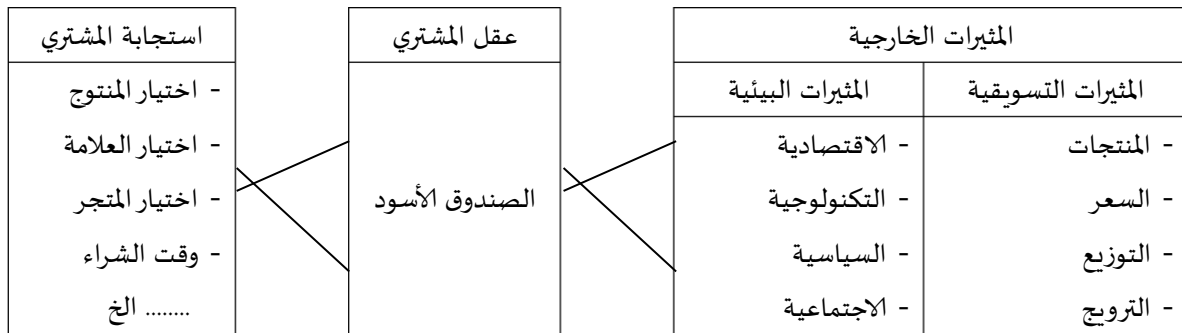 المثيرات الخارجية
المثيرات التسويقية
- المنتجات
- السعر
- التوزيع
- الترويج
المثيرات البيئية
- الاقتصادية
- التكنولوجية
- السياسية
- الاجتماعية
عقل المشتري
الصندوق الأسود
استجابة المشتري
- اختيار المنتوج
- اختيار العلامة
- اختيار المتجر
- وقت الشراء
........ الخ